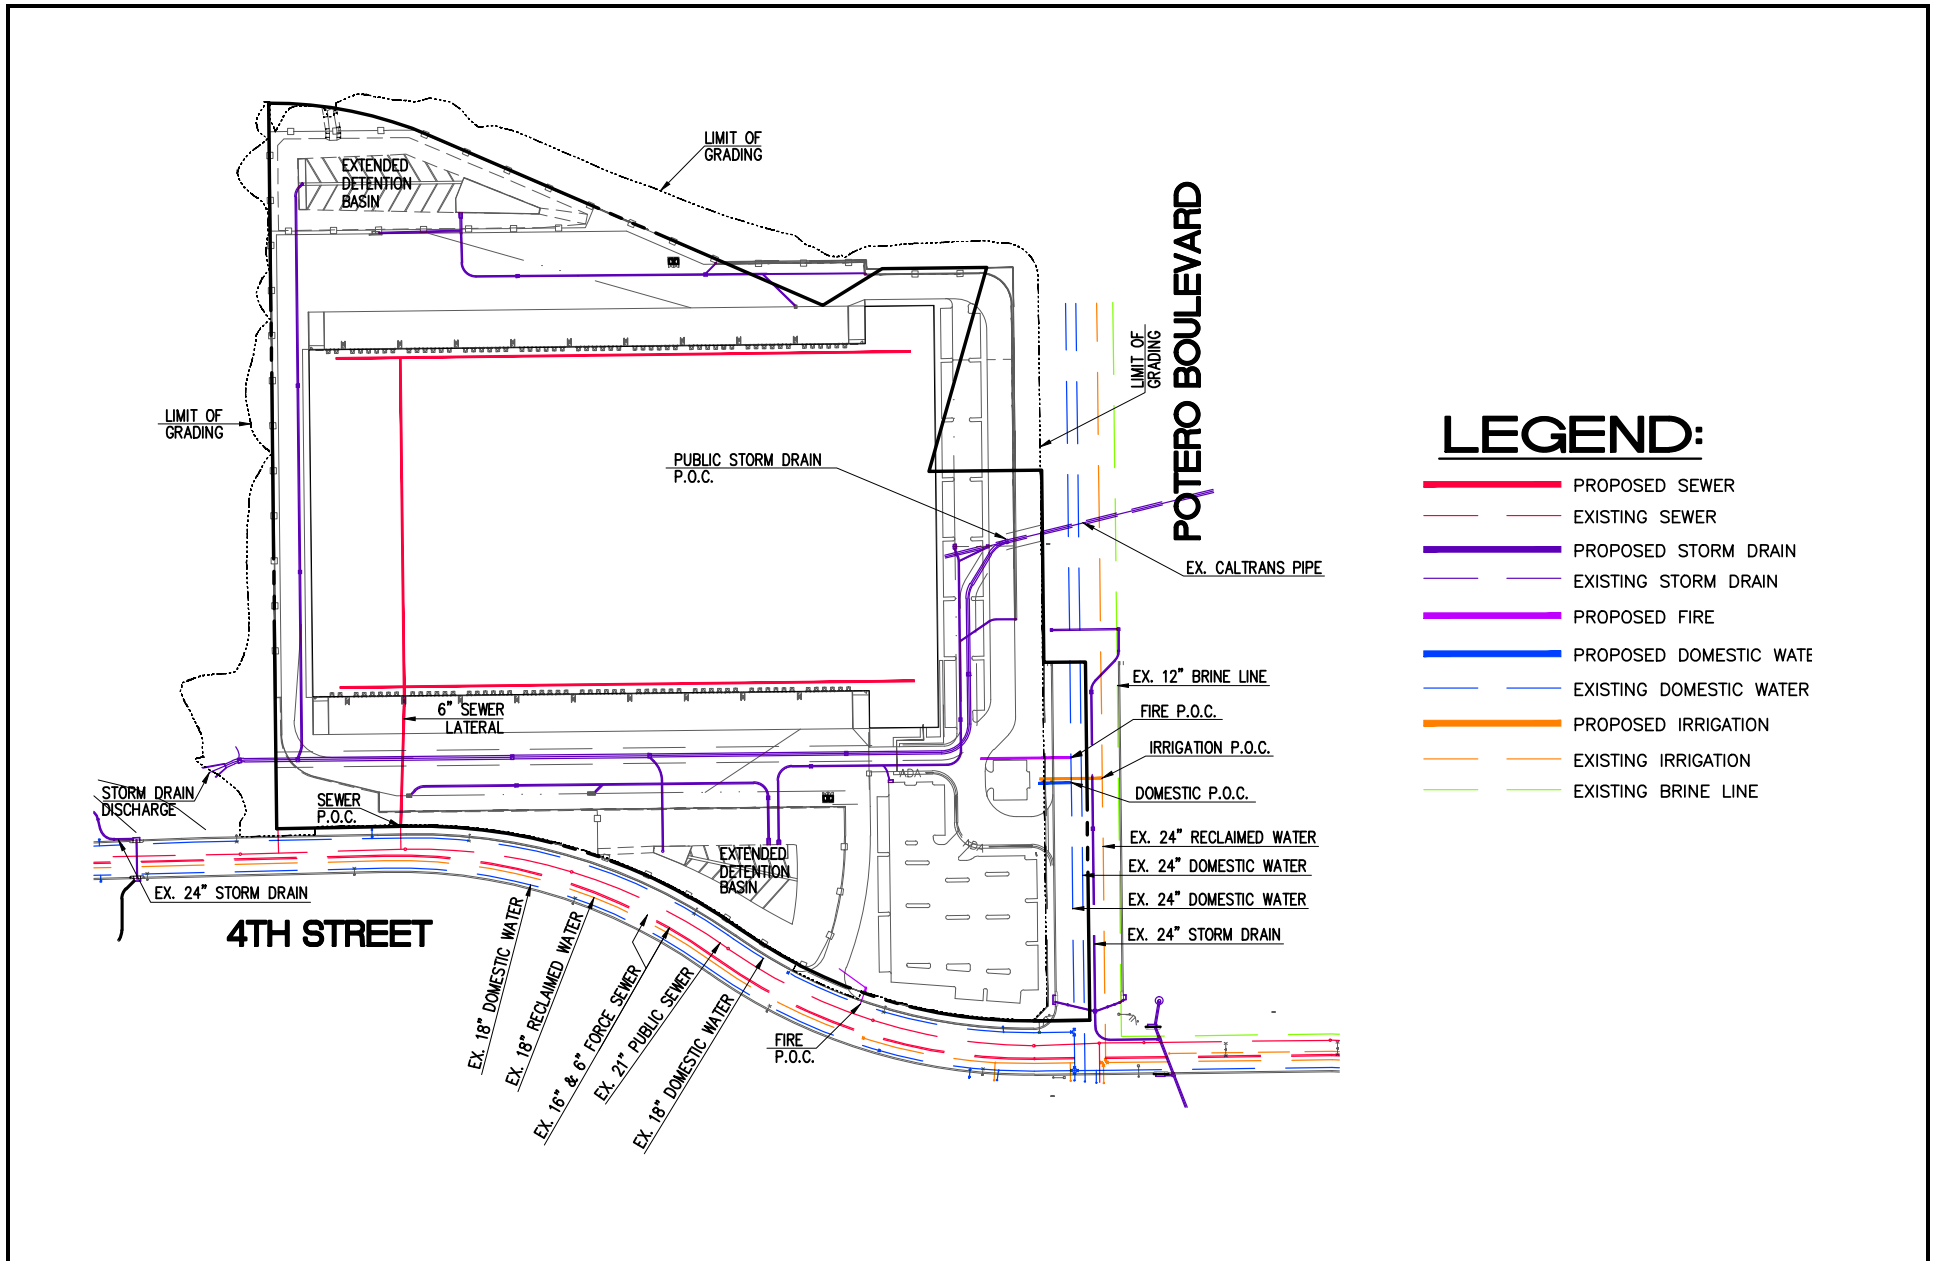 LIMIT OF
GRADING
EXTENDED
DETENTION
BASIN
POTERO BOULEVARD
LIMIT OF
GRADING
LIMIT OF
GRADING
PUBLIC STORM DRAIN
P.O.C.
EX. CALTRANS PIPE
EX. 12" BRINE LINE
6" SEWER
LATERAL
FIRE P.O.C.
IRRIGATION P.O.C.
ADA
STORM DRAIN
DISCHARGE
SEWER
P.O.C.
DOMESTIC P.O.C.
EX. 24" RECLAIMED WATER
EXTENDED
DETENTION
BASIN
EX. 24" DOMESTIC WATER
EX. 24" STORM DRAIN
EX. 24" DOMESTIC WATER
4TH STREET
EX. 24" STORM DRAIN
EX. 18" DOMESTIC WATER
EX. 18" RECLAIMED WATER
EX. 16" & 6" FORCE SEWER
EX. 21" PUBLIC SEWER
EX. 18" DOMESTIC WATER
FIRE
P.O.C.
LEGEND:
PROPOSED SEWER
EXISTING SEWER
PROPOSED STORM DRAIN
EXISTING STORM DRAIN
PROPOSED FIRE
PROPOSED DOMESTIC WATE
EXISTING DOMESTIC WATER
PROPOSED IRRIGATION
EXISTING IRRIGATION
EXISTING BRINE LINE